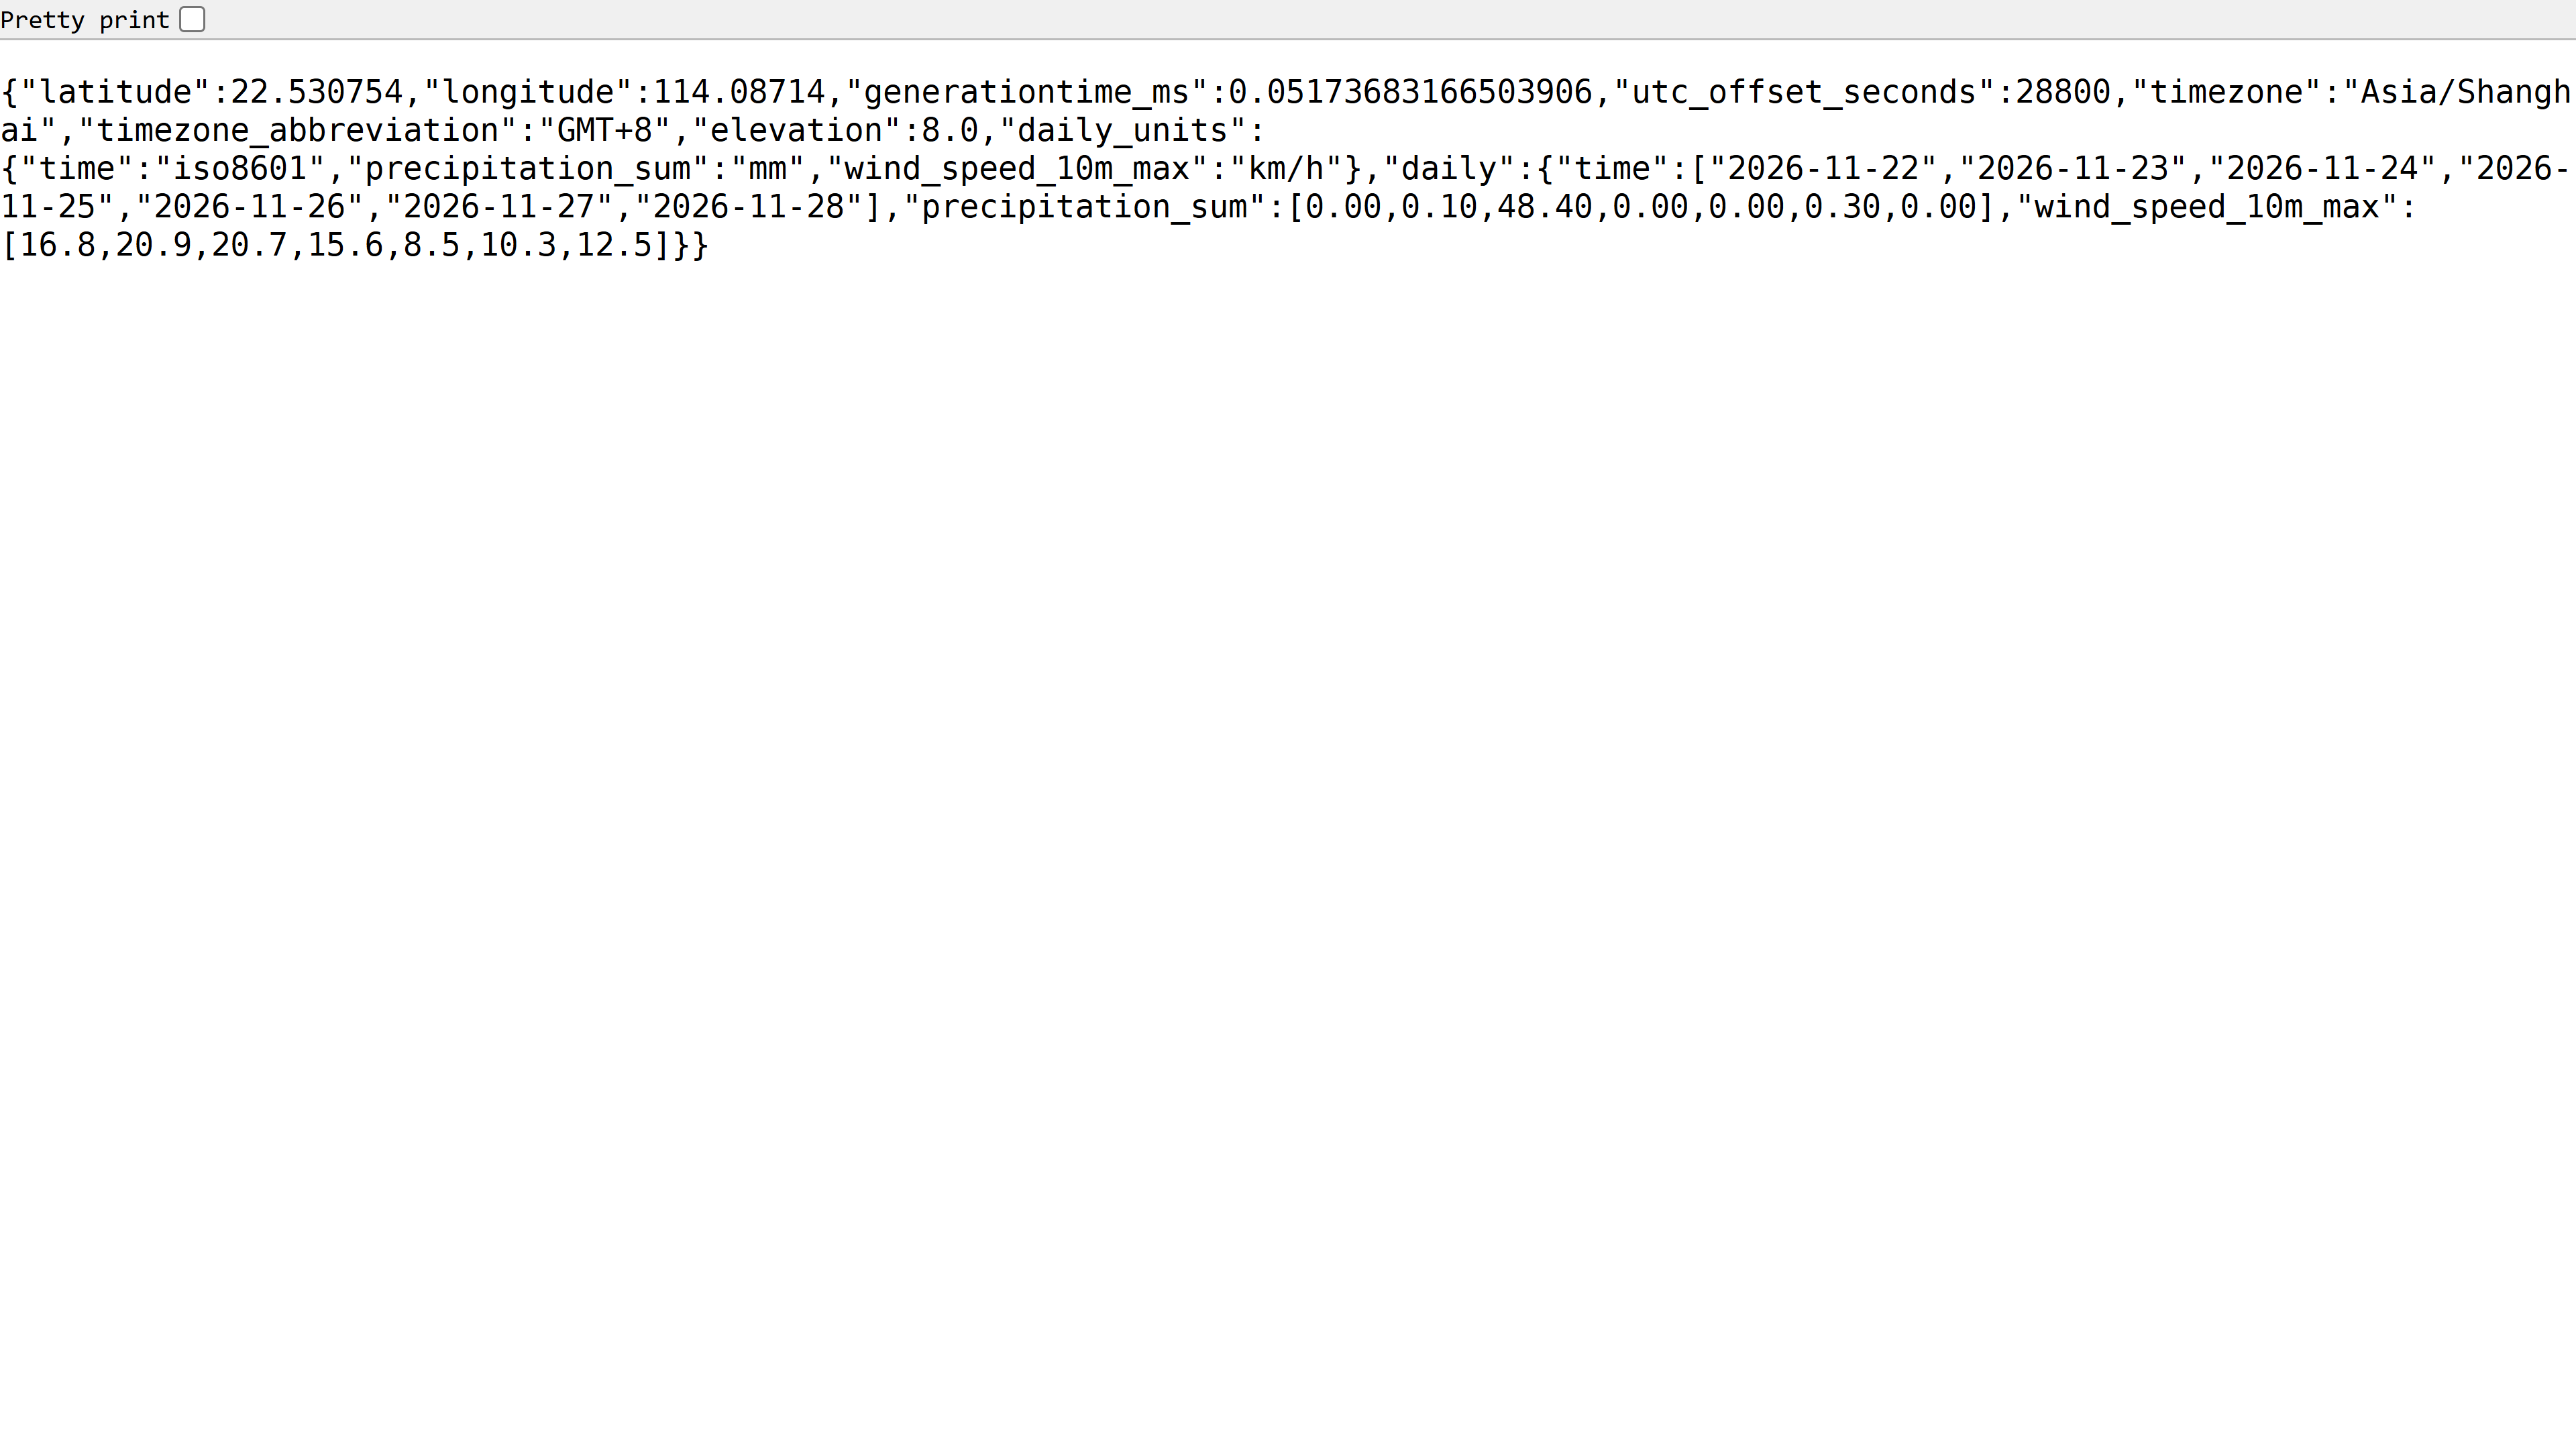 Pretty print
{"latitude":22.530754,"longitude":114.08714,"generationtime_ms":0.05173683166503906,"utc_offset_seconds":28800,"timezone":"Asia/Shangh
ai","timezone_abbreviation":"GMT+8","elevation":8.0,"daily_units":
{"time":"iso8601","precipitation_sum":"mm","wind_speed_10m_max":"km/h"},"daily":{"time":["2026-11-22","2026-11-23","2026-11-24","2026-
11-25","2026-11-26","2026-11-27","2026-11-28"],"precipitation_sum":[0.00,0.10,48.40,0.00,0.00,0.30,0.00],"wind_speed_10m_max":
[16.8,20.9,20.7,15.6,8.5,10.3,12.5]}}